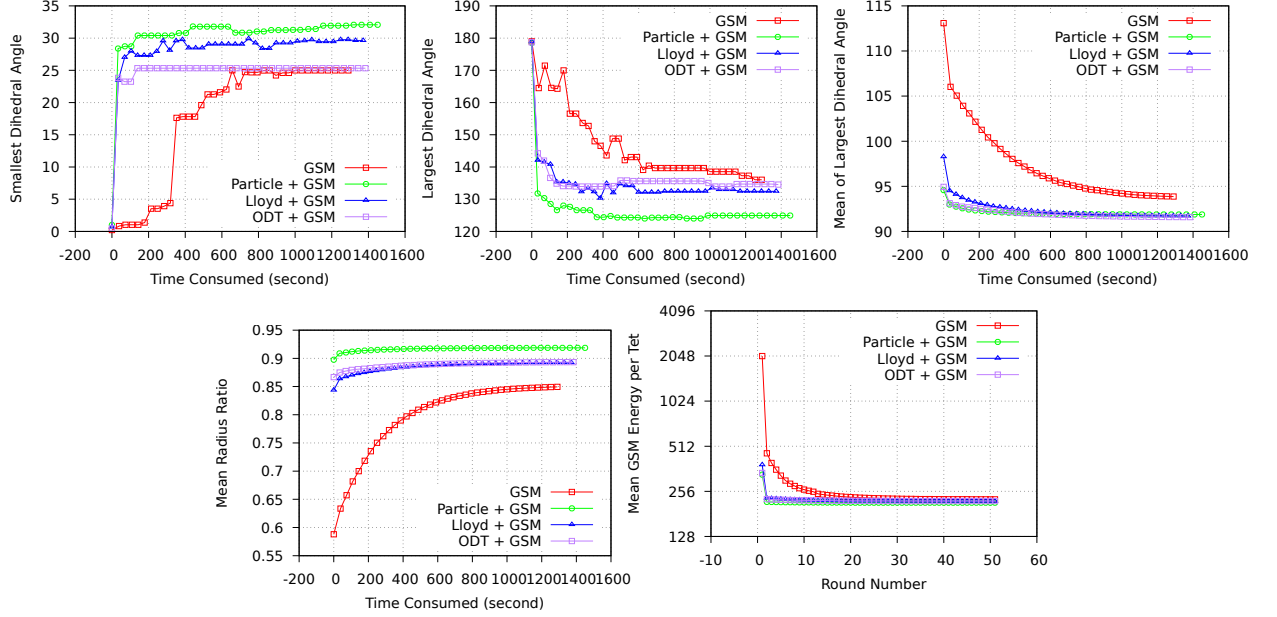 Smallest Dihedral Angle
35
30
25
20
15
10
5
0
-200 0 200 400 600 800 1000 1200 1400 1600
Time Consumed (second)
GSM
Particle + GSM
Lloyd + GSM
ODT + GSM
Largest Dihedral Angle
190
180
170
160
150
140
130
120
-200 0 200 400 600 800 1000 1200 1400 1600
Time Consumed (second)
GSM
Particle + GSM
Lloyd + GSM
ODT + GSM
Mean of Largest Dihedral Angle
115
110
105
100
95
90
-200 0 200 400 600 800 1000 1200 1400 1600
Time Consumed (second)
GSM
Particle + GSM
Lloyd + GSM
ODT + GSM
Mean Radius Ratio
0.95
0.9
0.85
0.8
0.75
0.7
0.65
0.6
0.55
-200 0 200 400 600 800 1000 1200 1400 1600
Time Consumed (second)
GSM
Particle + GSM
Lloyd + GSM
ODT + GSM
Mean GSM Energy per Tet
4096
2048
1024
512
256
128
-10 0 10 20 30 40 50 60
Round Number
GSM
Particle + GSM
Lloyd + GSM
ODT + GSM